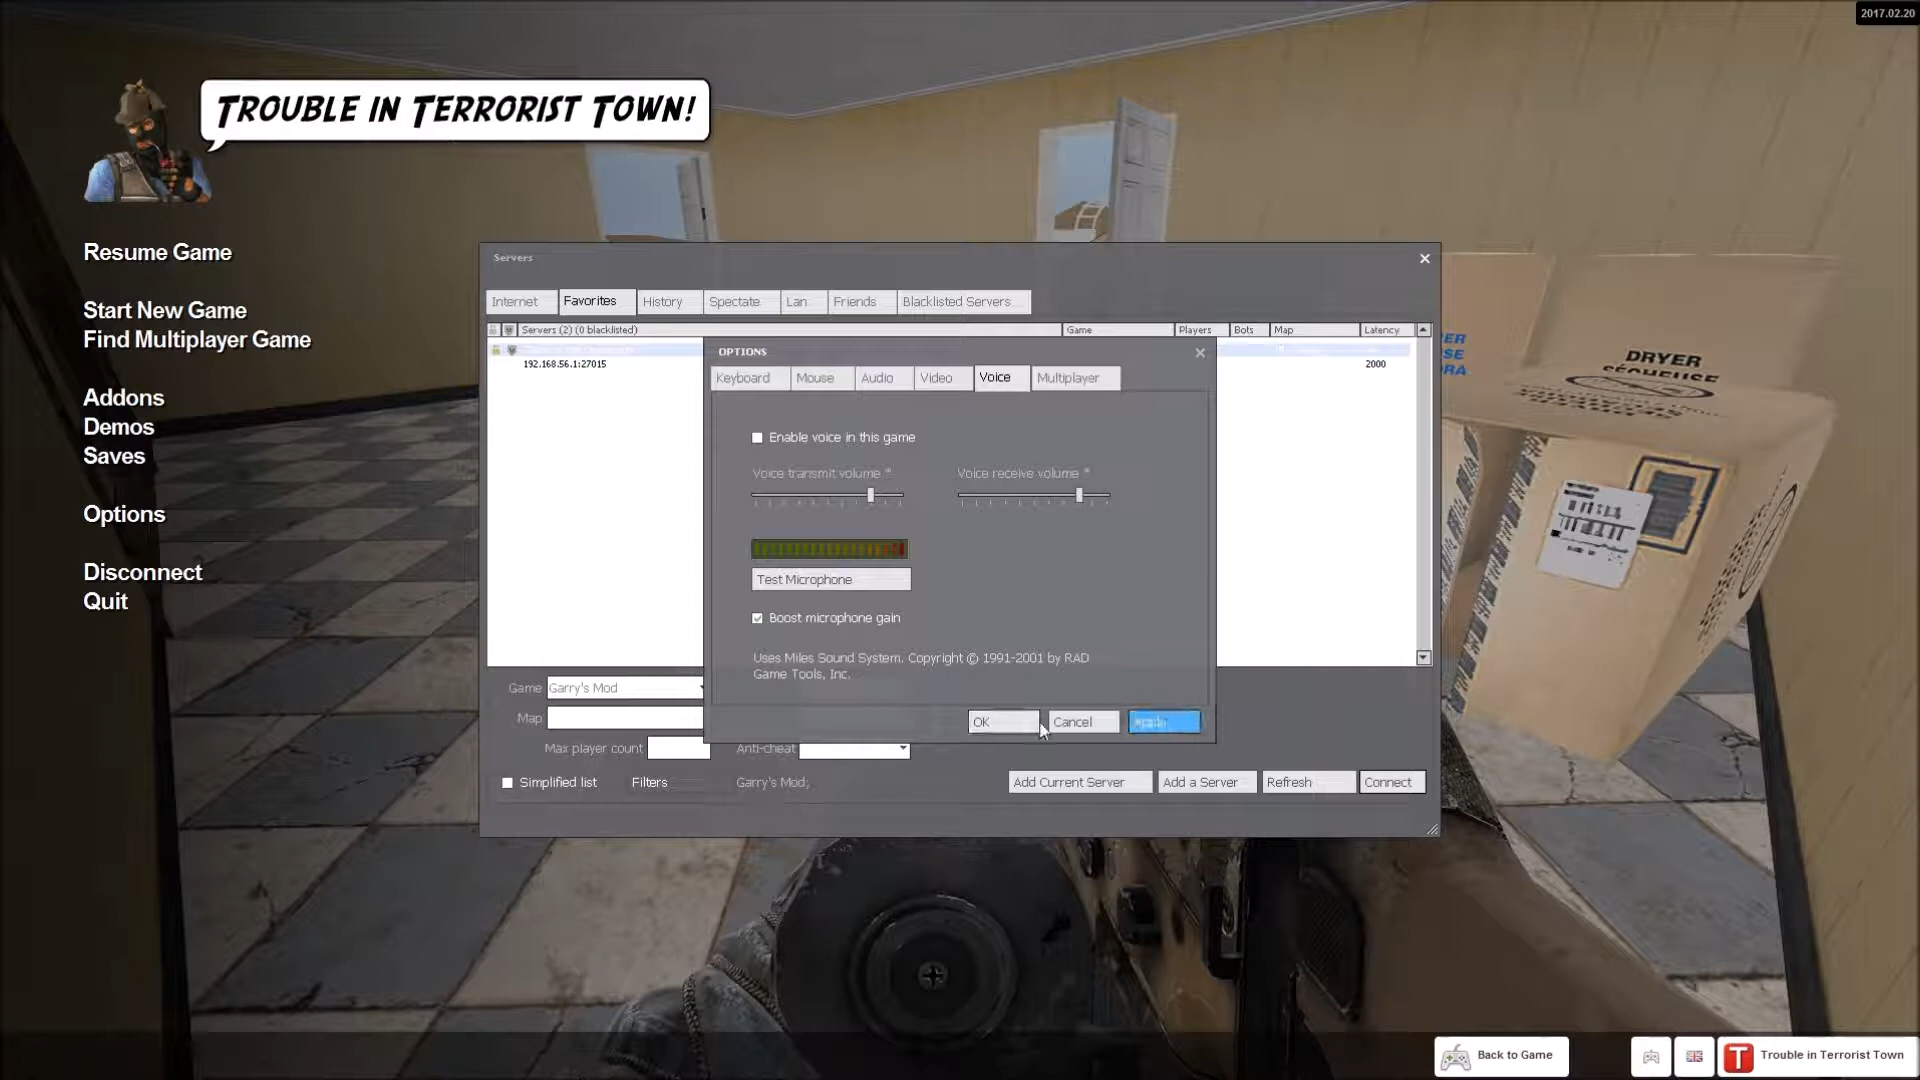 2017.02.20
TROUBLE IN TERRORIST TOWN!
Resume Game
Start New Game
Find Multiplayer Game
Addons
Demos
Saves
Options
Disconnect
Quit
Servers
Internet Favorites History Spectate Lan Friends Blacklisted Servers
Servers (2) (0 blacklisted) Game Players Bots Map Latency
192.168.56.1:27015 2000
OPTIONS
Keyboard Mouse Audio Video Voice Multiplayer
Enable voice in this game
Voice transmit volume * Voice receive volume *
Test Microphone
Boost microphone gain
Uses Miles Sound System. Copyright © 1991-2001 by RAD
Game Tools, Inc.
OK Cancel Apply
Game Garry's Mod
Map
Max player count Anti-cheat
Simplified list Filters Garry's Mod;
Add Current Server Add a Server Refresh Connect
DRYER
SÉCHEUSE
Back to Game
T Trouble in Terrorist Town